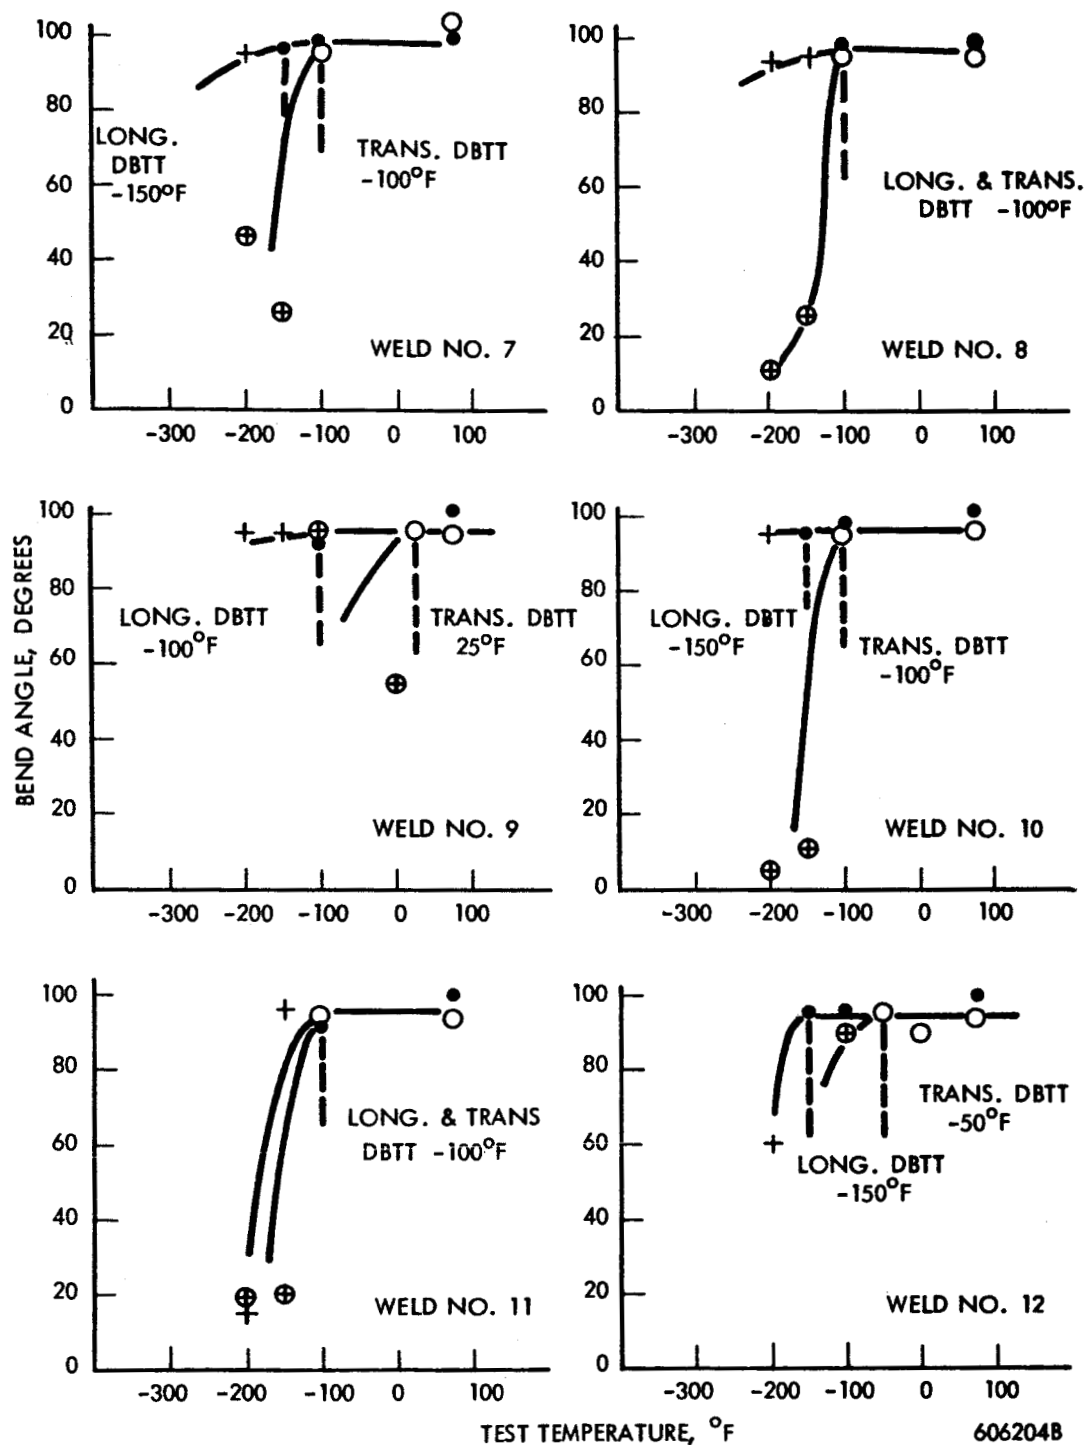 100
80
60
40
20
0
LONG.
DBTT
-150°F
TRANS. DBTT
-100°F
WELD NO. 7
-300 -200 -100 0 100
100
80
60
40
20
0
LONG. & TRANS.
DBTT -100°F
WELD NO. 8
-300 -200 -100 0 100
BEND ANGLE, DEGREES
100
80
60
40
20
0
LONG. DBTT
-100°F
TRANS. DBTT
25°F
WELD NO. 9
-300 -200 -100 0 100
100
80
60
40
20
0
LONG. DBTT
-150°F
TRANS. DBTT
-100°F
WELD NO. 10
-300 -200 -100 0 100
100
80
60
40
20
0
LONG. & TRANS
DBTT -100°F
WELD NO. 11
-300 -200 -100 0 100
100
80
60
40
20
0
TRANS. DBTT
-50°F
LONG. DBTT
-150°F
WELD NO. 12
-300 -200 -100 0 100
TEST TEMPERATURE, °F
606204B